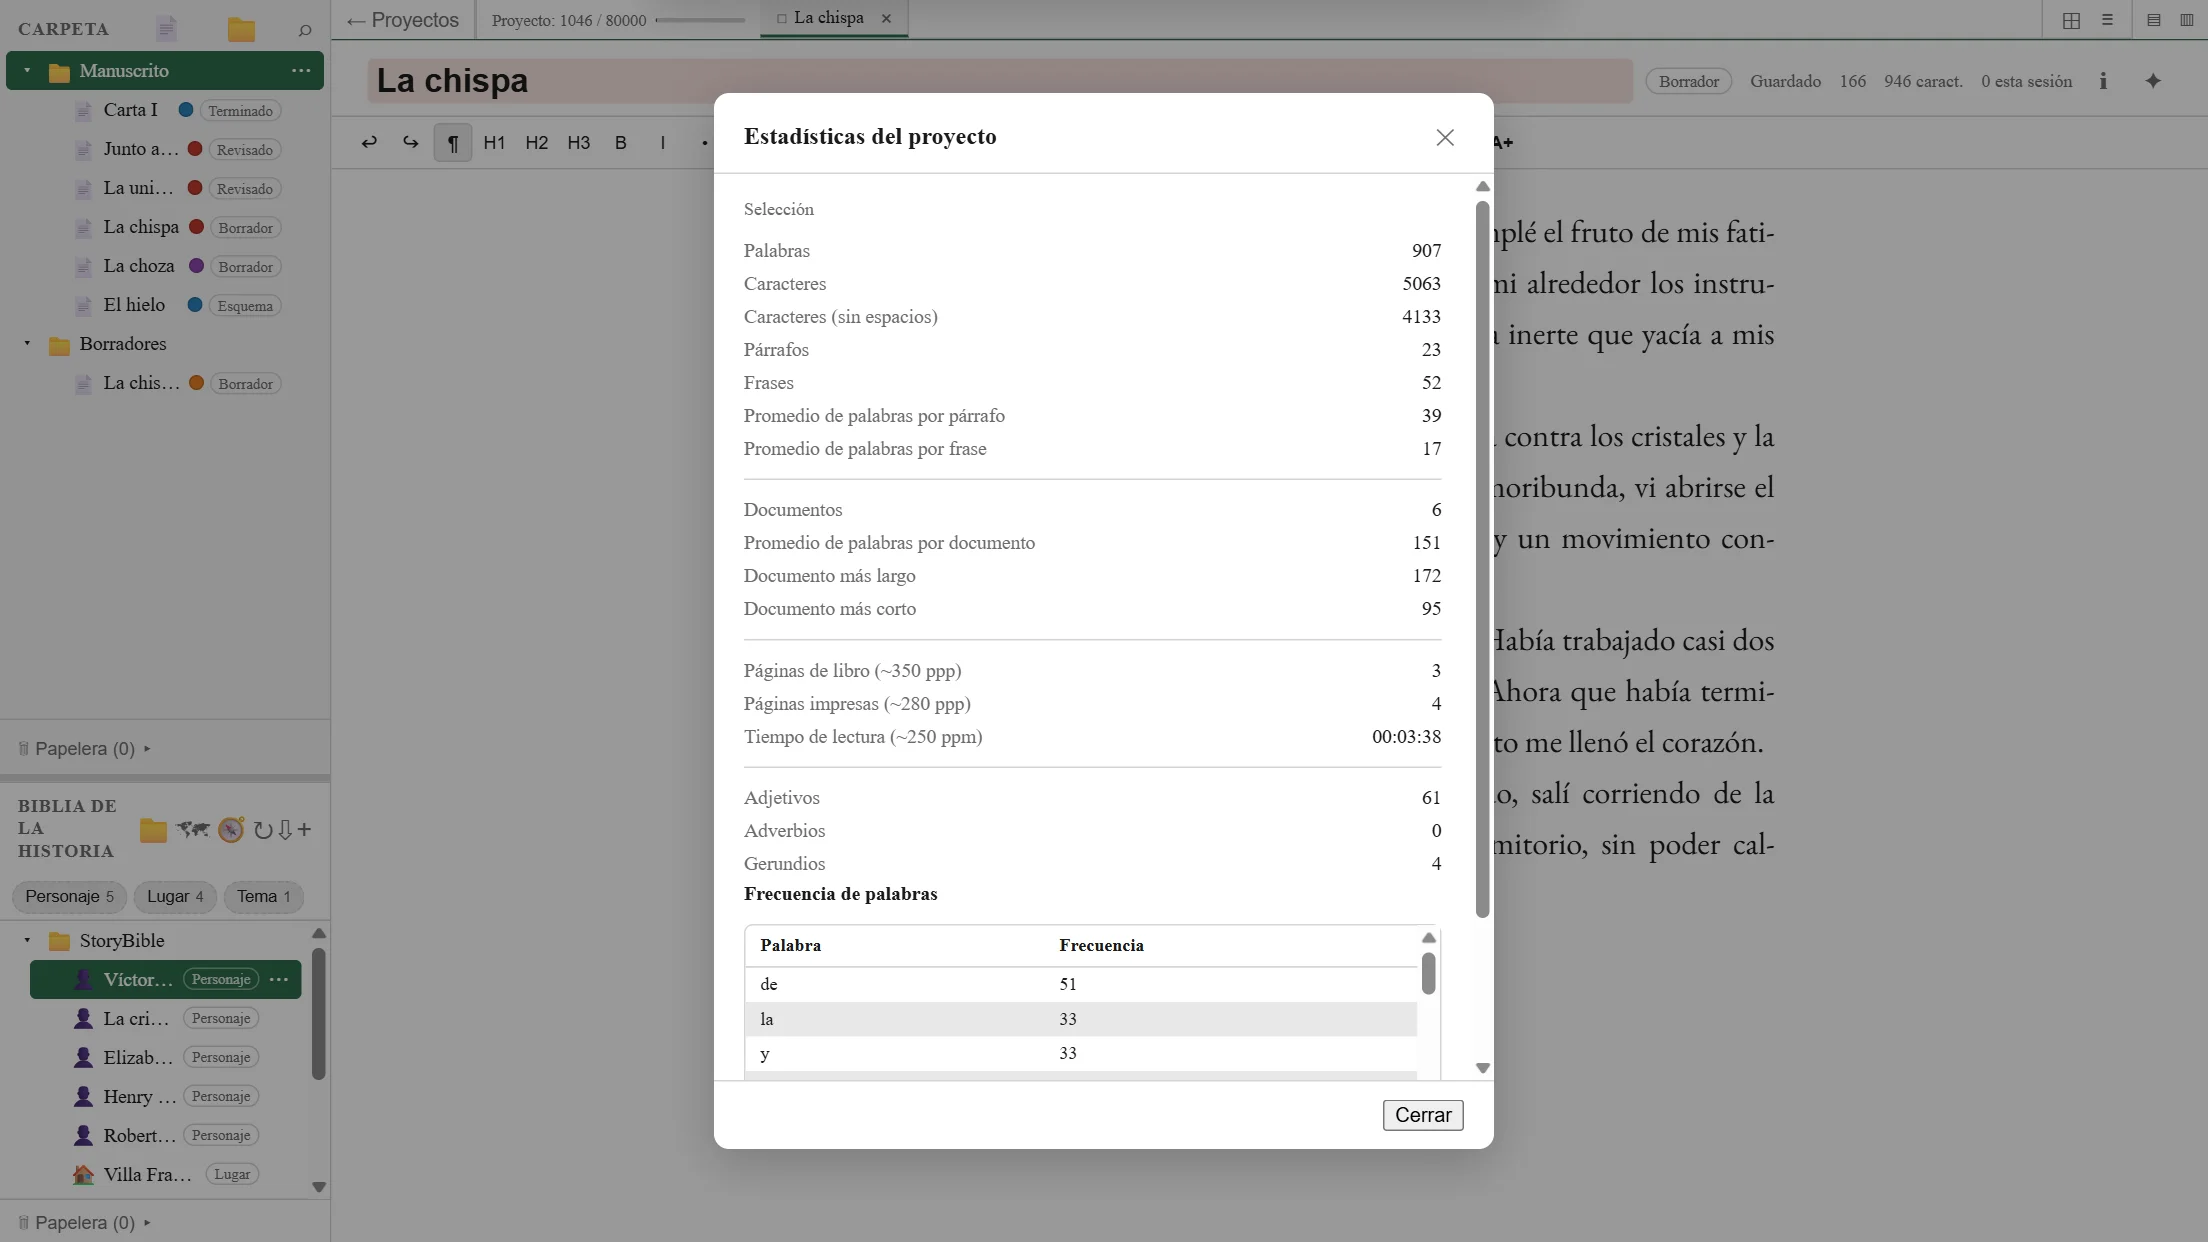 CARPETA
Manuscrito
Carta I Terminado
Junto a… Revisado
La uni… Revisado
La chispa Borrador
La choza Borrador
El hielo Esquema
Borradores
La chis… Borrador
Papelera (0)
BIBLIA DE
LA
HISTORIA
Personaje 5 Lugar 4 Tema 1
StoryBible
Víctor… Personaje
La cri… Personaje
Elizab… Personaje
Henry … Personaje
Robert… Personaje
Villa Fra… Lugar
Papelera (0)
← Proyectos Proyecto: 1046 / 80000 La chispa ×
La chispa Borrador Guardado 166 946 caract. 0 esta sesión
¶ H1 H2 H3 B I • A+
Estadísticas del proyecto
Selección
Palabras 907
Caracteres 5063
Caracteres (sin espacios) 4133
Párrafos 23
Frases 52
Promedio de palabras por párrafo 39
Promedio de palabras por frase 17
Documentos 6
Promedio de palabras por documento 151
Documento más largo 172
Documento más corto 95
Páginas de libro (~350 ppp) 3
Páginas impresas (~280 ppp) 4
Tiempo de lectura (~250 ppm) 00:03:38
Adjetivos 61
Adverbios 0
Gerundios 4
Frecuencia de palabras
Palabra Frecuencia
de 51
la 33
y 33
Cerrar
el fruto de mis fati-
alrededor los instru-
inerte que yacía a mis
contra los cristales y la
moribunda, vi abrirse el
y un movimiento con-
Había trabajado casi dos
Ahora que había termi-
to me llenó el corazón.
salí corriendo de la
sin poder cal-